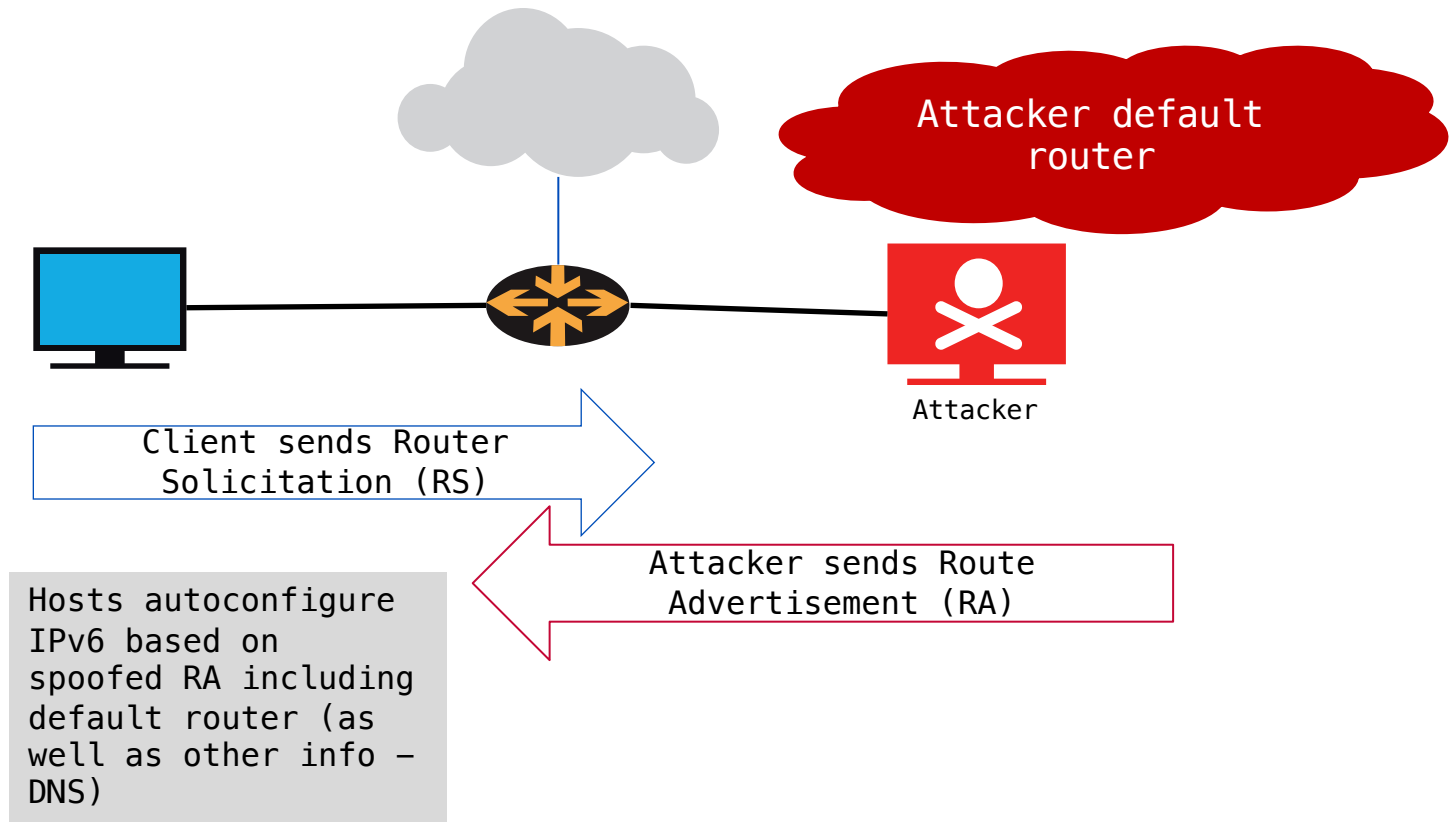 Attacker default
router
Attacker
Client sends Router
Solicitation (RS)
Attacker sends Route
Advertisement (RA)
Hosts autoconfigure
IPv6 based on
spoofed RA including
default router (as
well as other info –
DNS)